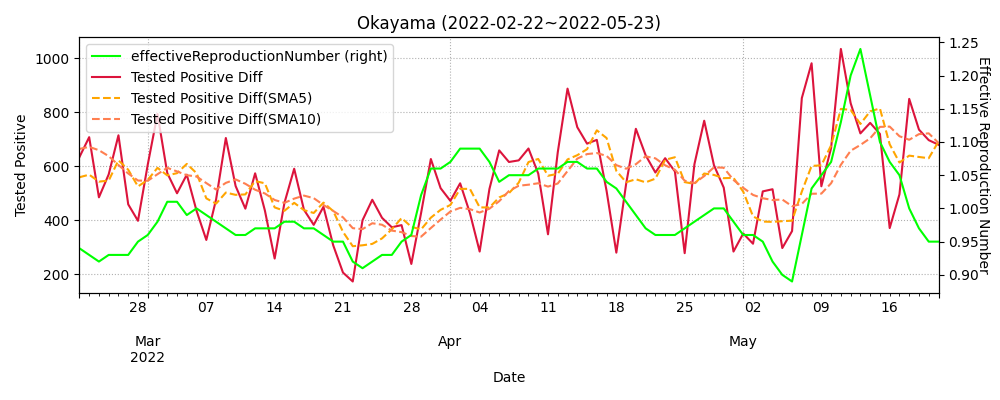 Okayama (2022-02-22~2022-05-23)
effectiveReproductionNumber (right)
Tested Positive Diff
Tested Positive Diff(SMA5)
Tested Positive Diff(SMA10)
Tested Positive
1000
800
600
400
200
Effective Reproduction Number
1.25
1.20
1.15
1.10
1.05
1.00
0.95
0.90
28 07 14 21 28 04 11 18 25 02 09 16
Mar Apr May
2022
Date